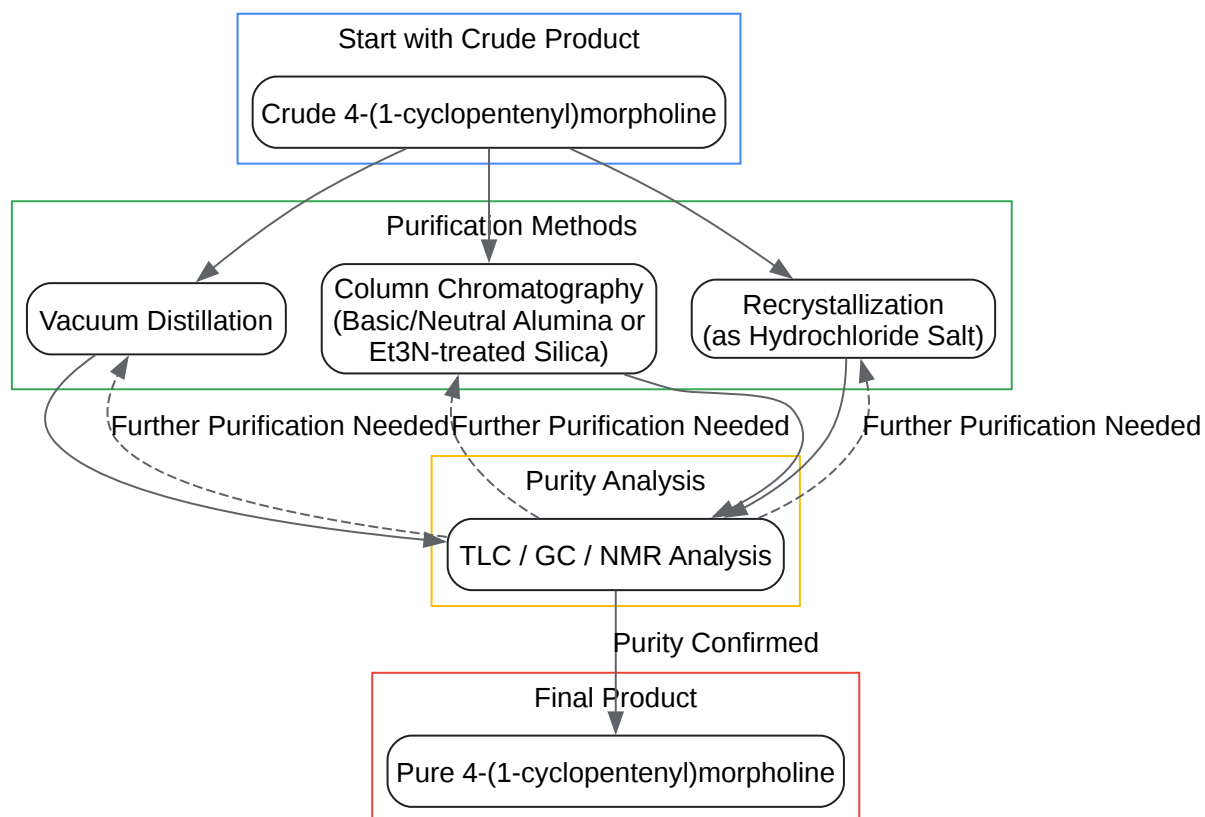 Start with Crude Product
Crude 4-(1-cyclopentenyl)morpholine
Purification Methods
Vacuum Distillation
Column Chromatography
(Basic/Neutral Alumina or
Et3N-treated Silica)
Recrystallization
(as Hydrochloride Salt)
Further Purification Needed
Further Purification Needed
Further Purification Needed
Purity Analysis
TLC / GC / NMR Analysis
Purity Confirmed
Final Product
Pure 4-(1-cyclopentenyl)morpholine